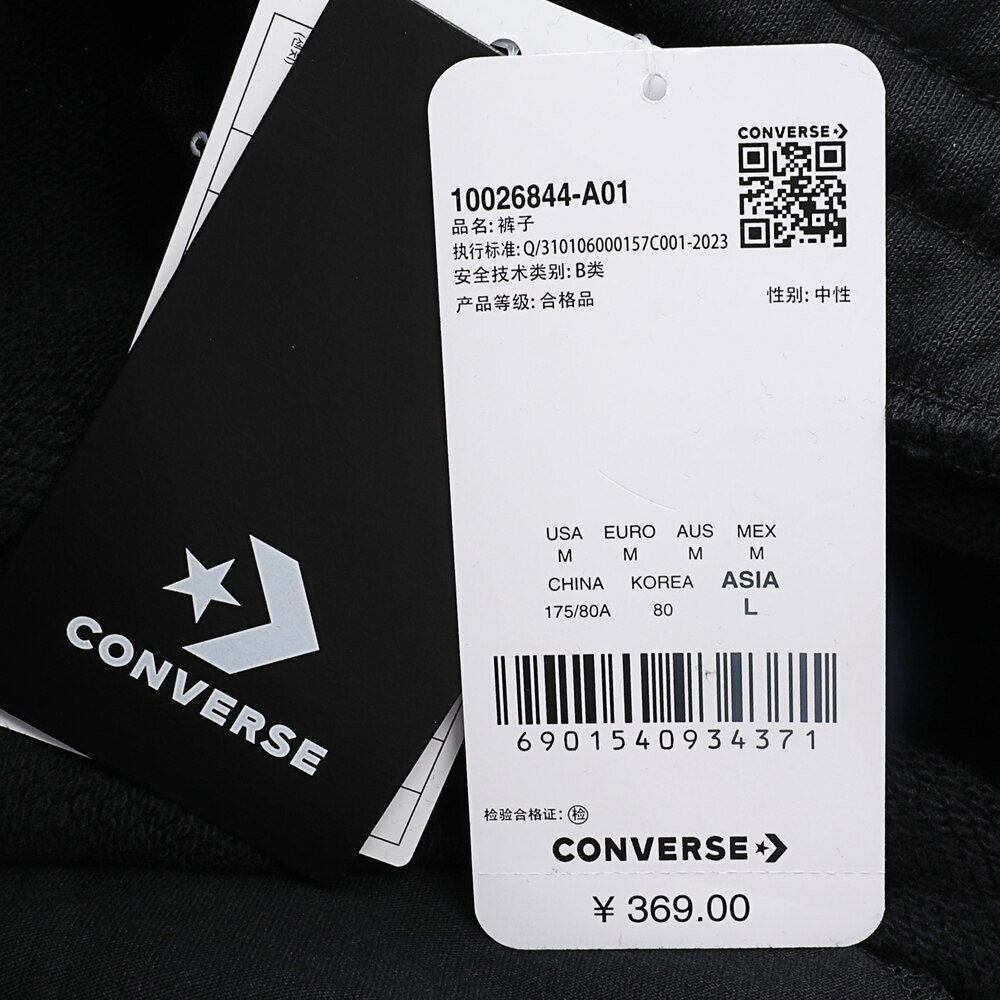 (센치)
CONVERSE
CONVERSE
10026844-A01
品名: 裤子
执行标准: Q/310106000157C001-2023
安全技术类别: B类
产品等级: 合格品
性别: 中性
USA EURO AUS MEX
M M M M
CHINA KOREA ASIA
175/80A 80 L
6901540934371
检验合格证: 检
CONVERSE
¥ 369.00